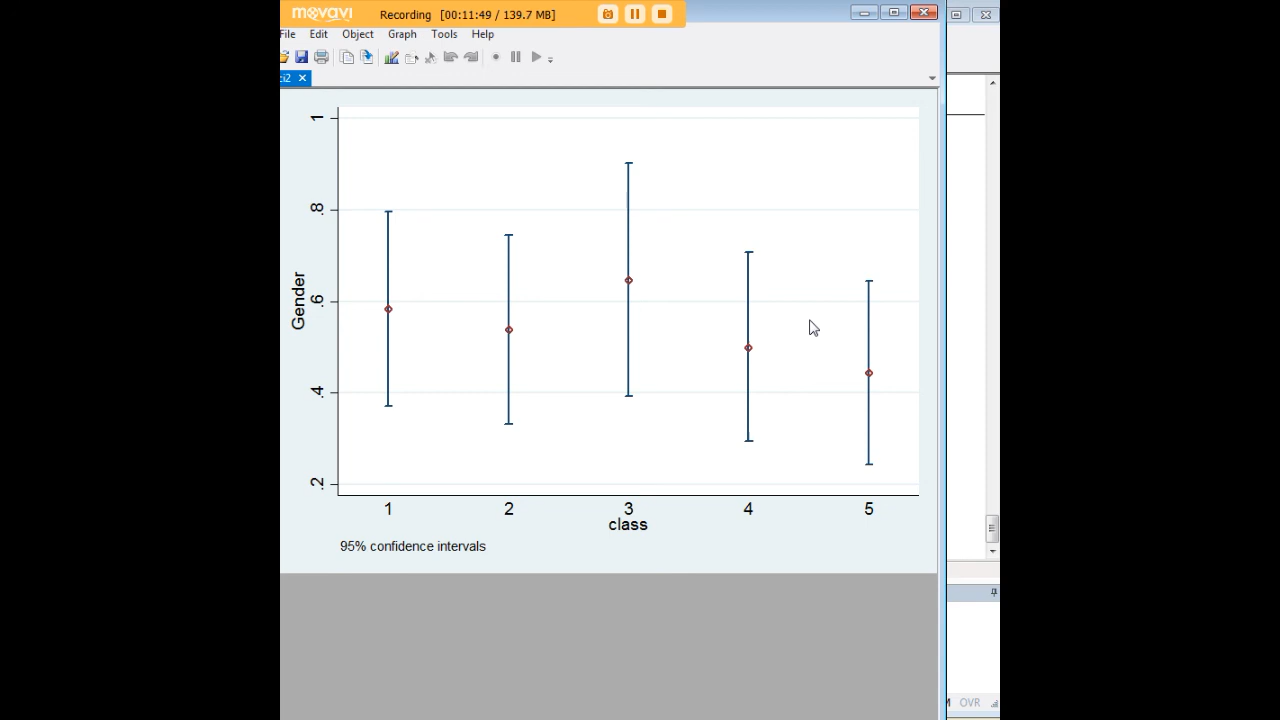 movavi Recording [00:11:49 / 139.7 MB]
File Edit Object Graph Tools Help
ci2
1
.8
.6
.4
.2
Gender
1 2 3 4 5
class
95% confidence intervals
OVR